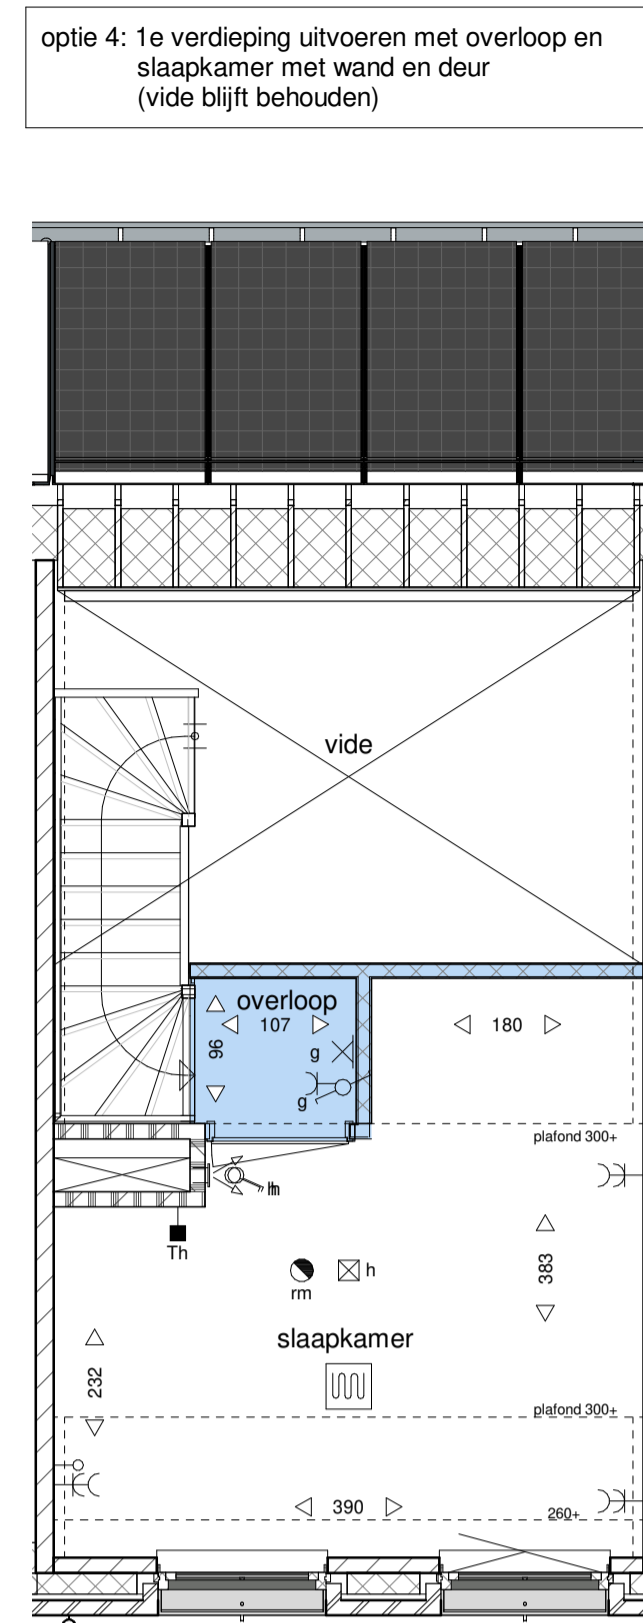 optie 4: 1e verdieping uitvoeren met overloop en
slaapkamer met wand en deur
(vide blijft behouden)
vide
overloop
107
180
96
g
g
plafond 300+
h
Th
383
rm
h
slaapkamer
232
plafond 300+
390
260+